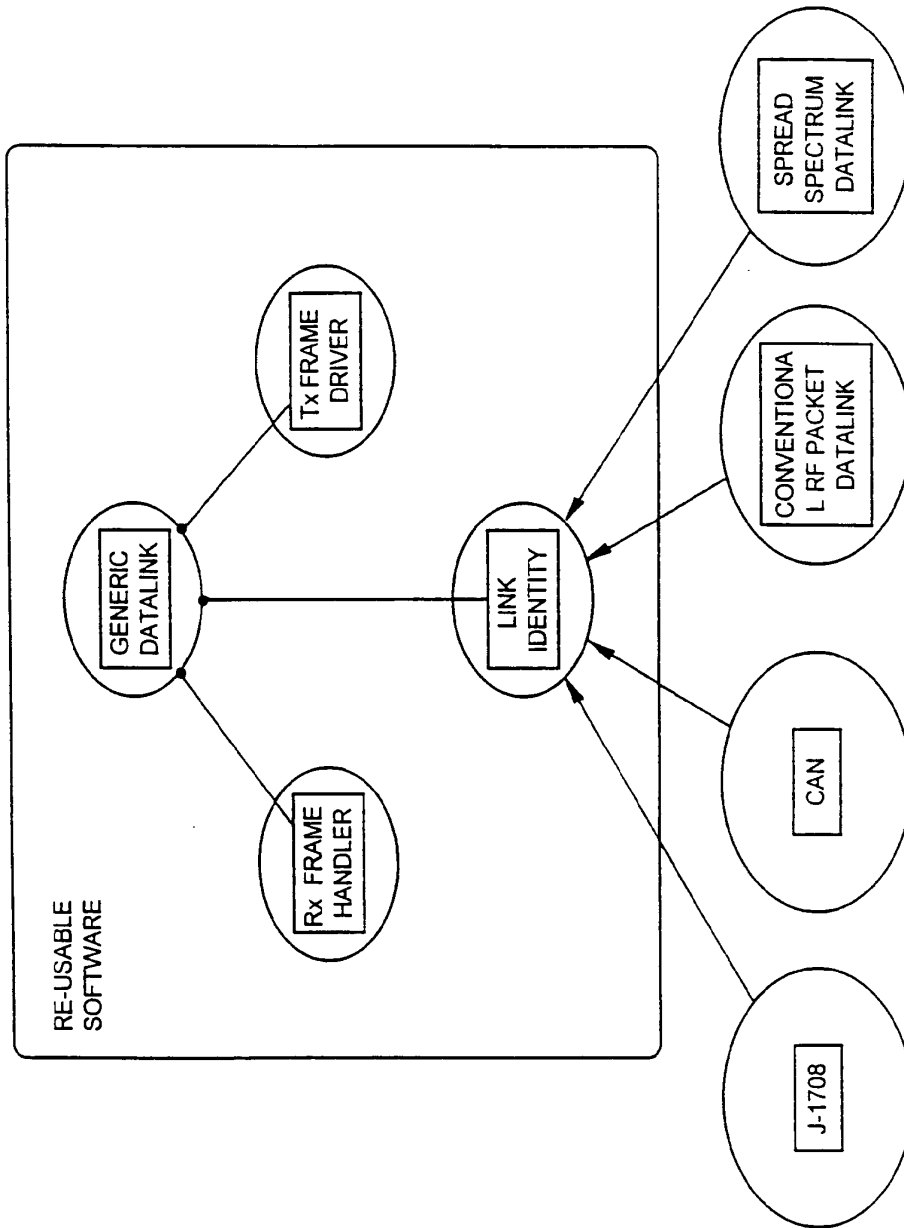 RE-USABLE
SOFTWARE
GENERIC
DATALINK
Rx FRAME
HANDLER
Tx FRAME
DRIVER
LINK
IDENTITY
J-1708
CAN
CONVENTIONA
L RF PACKET
DATALINK
SPREAD
SPECTRUM
DATALINK